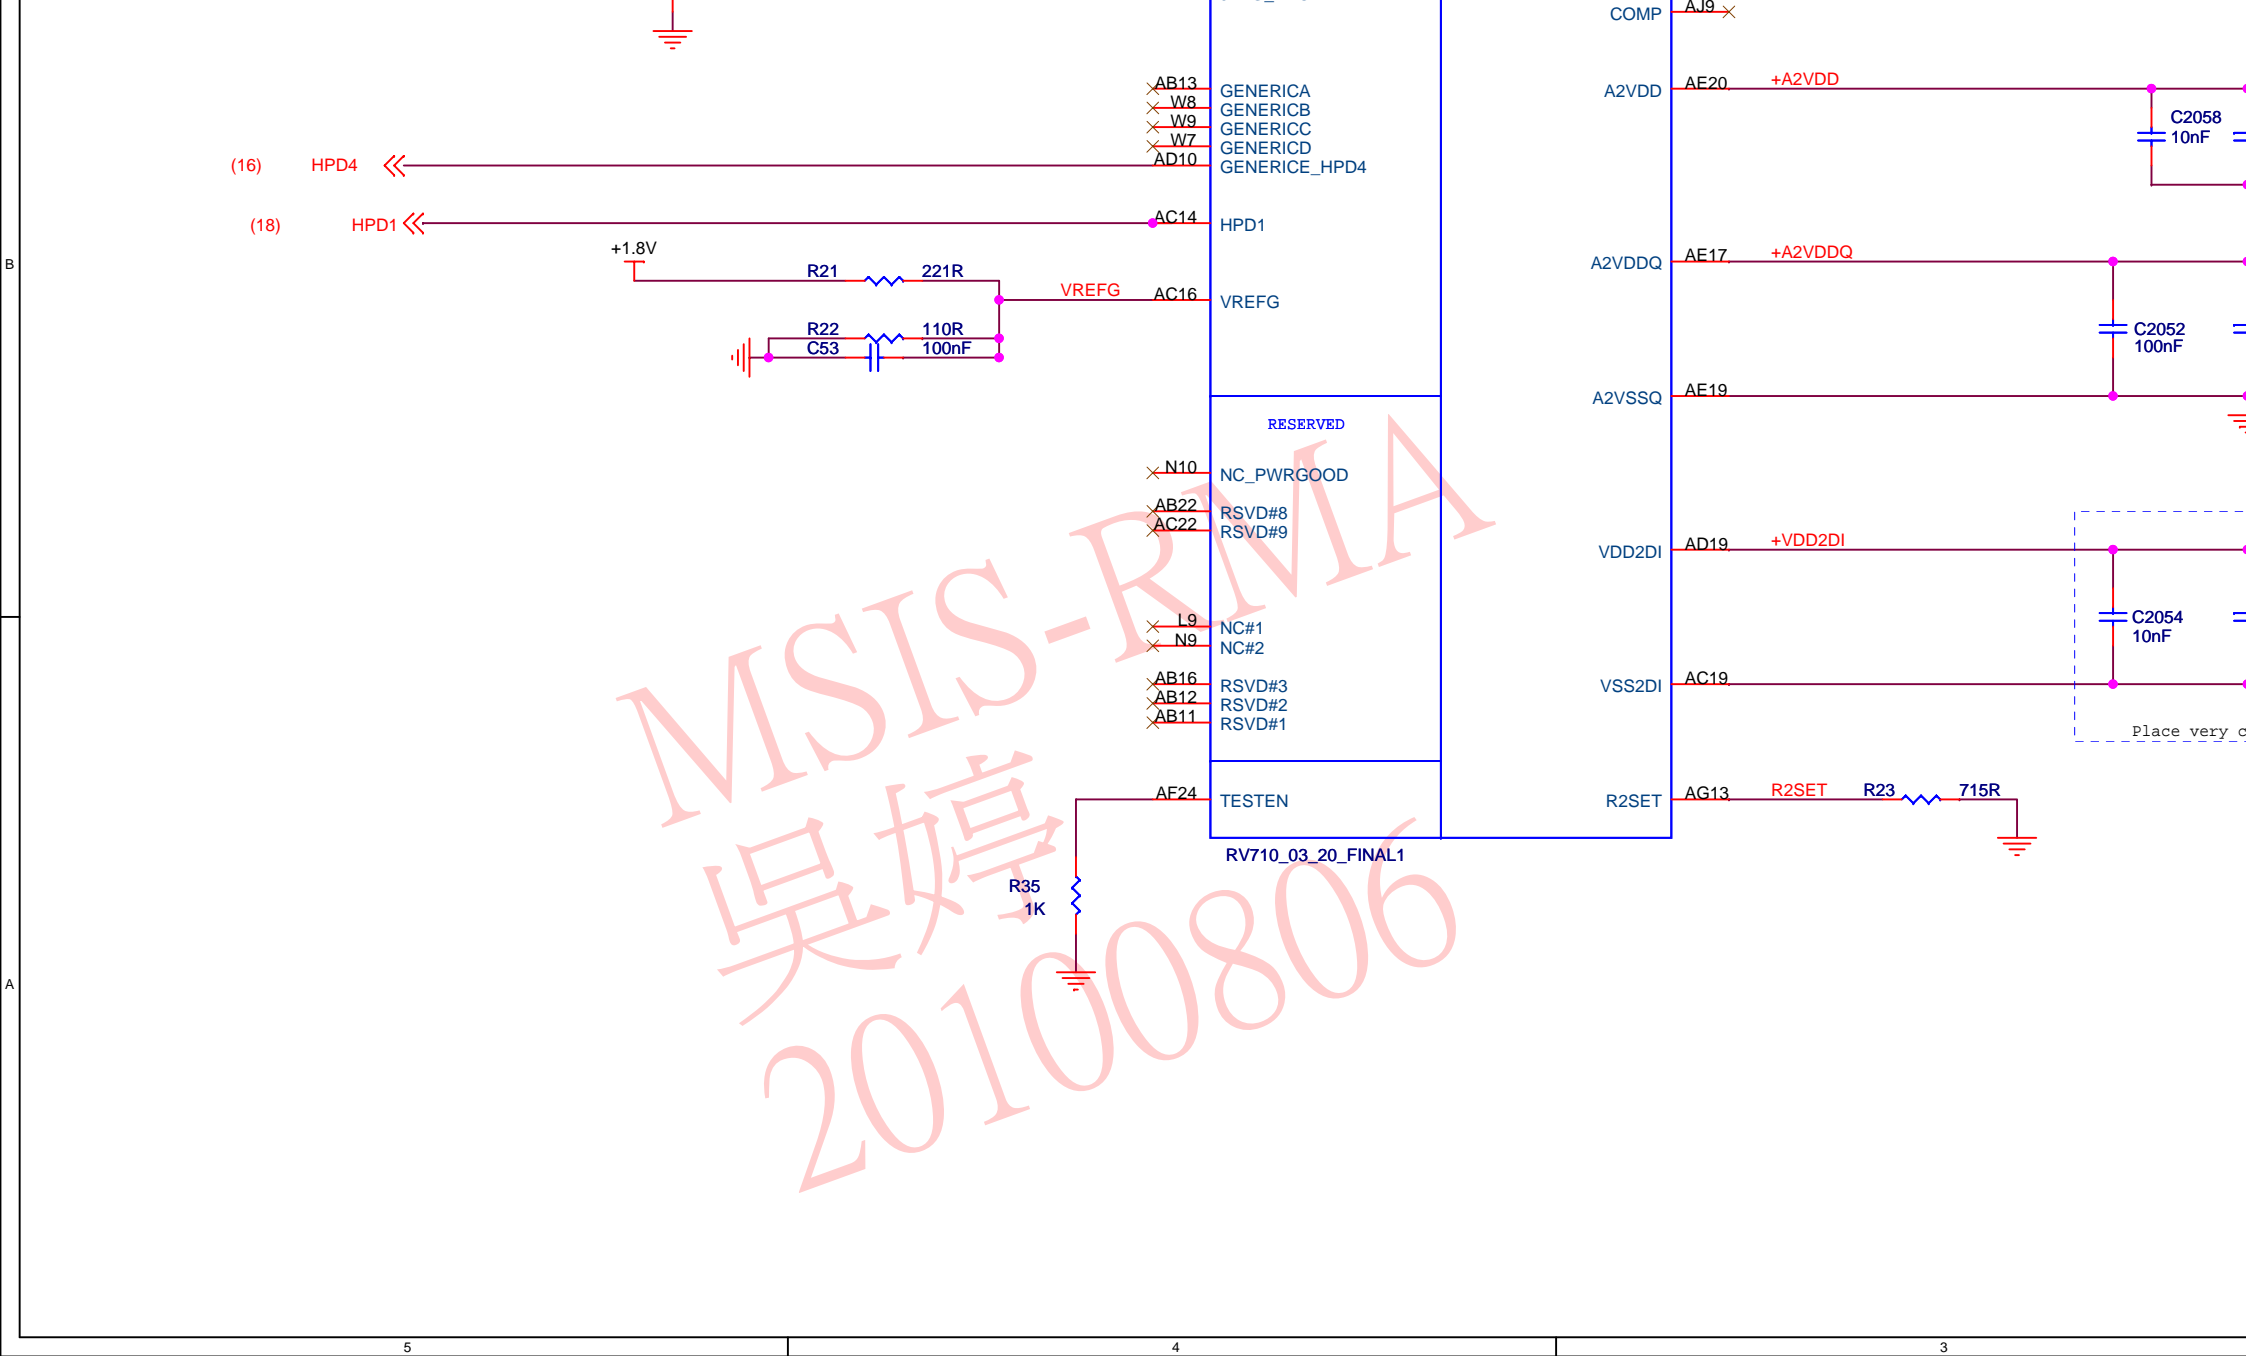 COMP AJ9
AB13 GENERICA
W8 GENERICB
W9 GENERICC
W7 GENERICD
(16) HPD4 AD10 GENERICE_HPD4
(18) HPD1 AC14 HPD1
A2VDD AE20 +A2VDD
C2058
10nF
+1.8V
R21 221R
VREFG AC16 VREFG
R22 110R
C53 100nF
A2VDDQ AE17 +A2VDDQ
C2052
100nF
A2VSSQ AE19
B
RESERVED
N10 NC_PWRGOOD
AB22 RSVD#8
AC22 RSVD#9
VDD2DI AD19 +VDD2DI
C2054
10nF
L9 NC#1
N9 NC#2
AB16 RSVD#3
AB12 RSVD#2
AB11 RSVD#1
VSS2DI AC19
Place very c
AF24 TESTEN
R2SET AG13 R2SET R23 715R
RV710_03_20_FINAL1
R35
1K
MSIS-RMA
吳婷
20100806
A
5 4 3